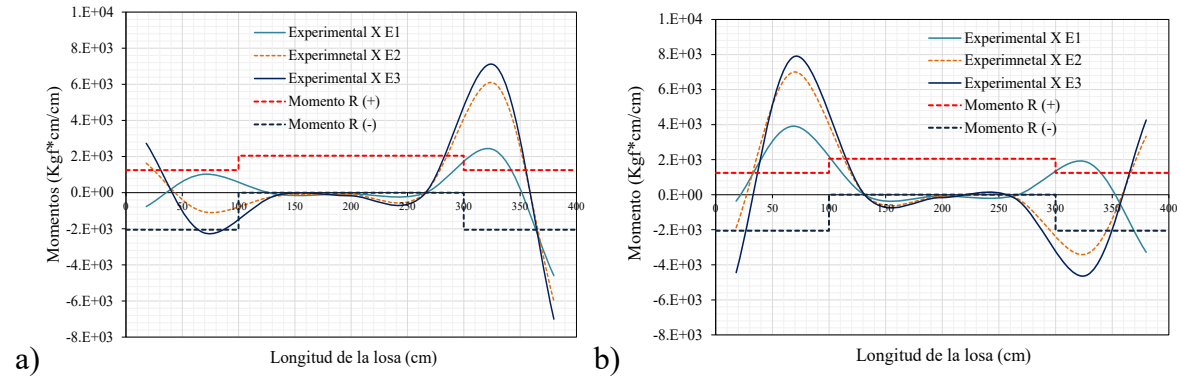 1.E+04
8.E+03
6.E+03
4.E+03
2.E+03
0.E+00
-2.E+03
-4.E+03
-6.E+03
-8.E+03
Momentos (Kgf*cm/cm)
Experimental X E1
Experimnetal X E2
Experimental X E3
Momento R (+)
Momento R (-)
0 50 100 150 200 250 300 350 400
Longitud de la losa (cm)
a)
1.E+04
8.E+03
6.E+03
4.E+03
2.E+03
0.E+00
-2.E+03
-4.E+03
-6.E+03
-8.E+03
Momento (Kgf*cm/cm)
Experimental X E1
Experimnetal X E2
Experimental X E3
Momento R (+)
Momento R (-)
0 50 100 150 200 250 300 350 400
Longitud de la losa (cm)
b)